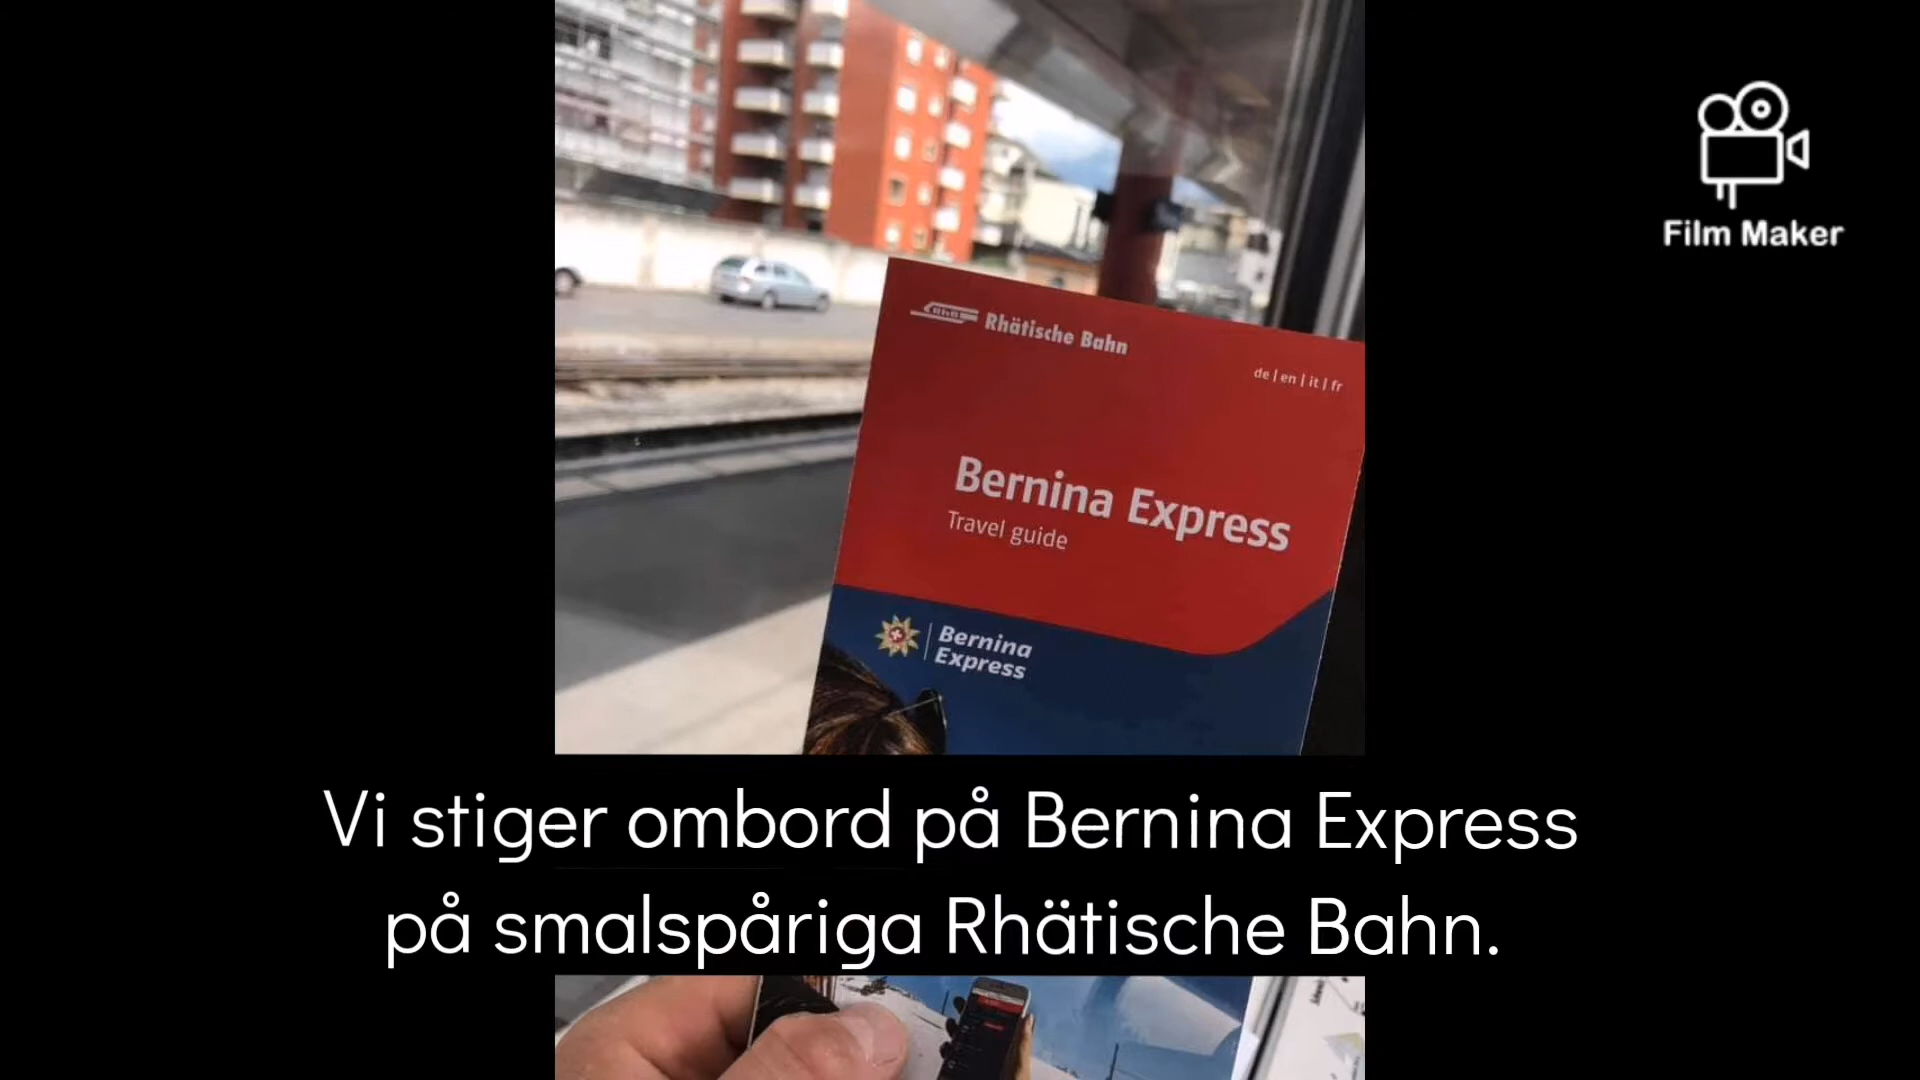 Film Maker
RhB
Rhätische Bahn
de | en | it | fr
Bernina Express
Travel guide
Bernina
Express
Vi stiger ombord på Bernina Express
på smalspåriga Rhätische Bahn.